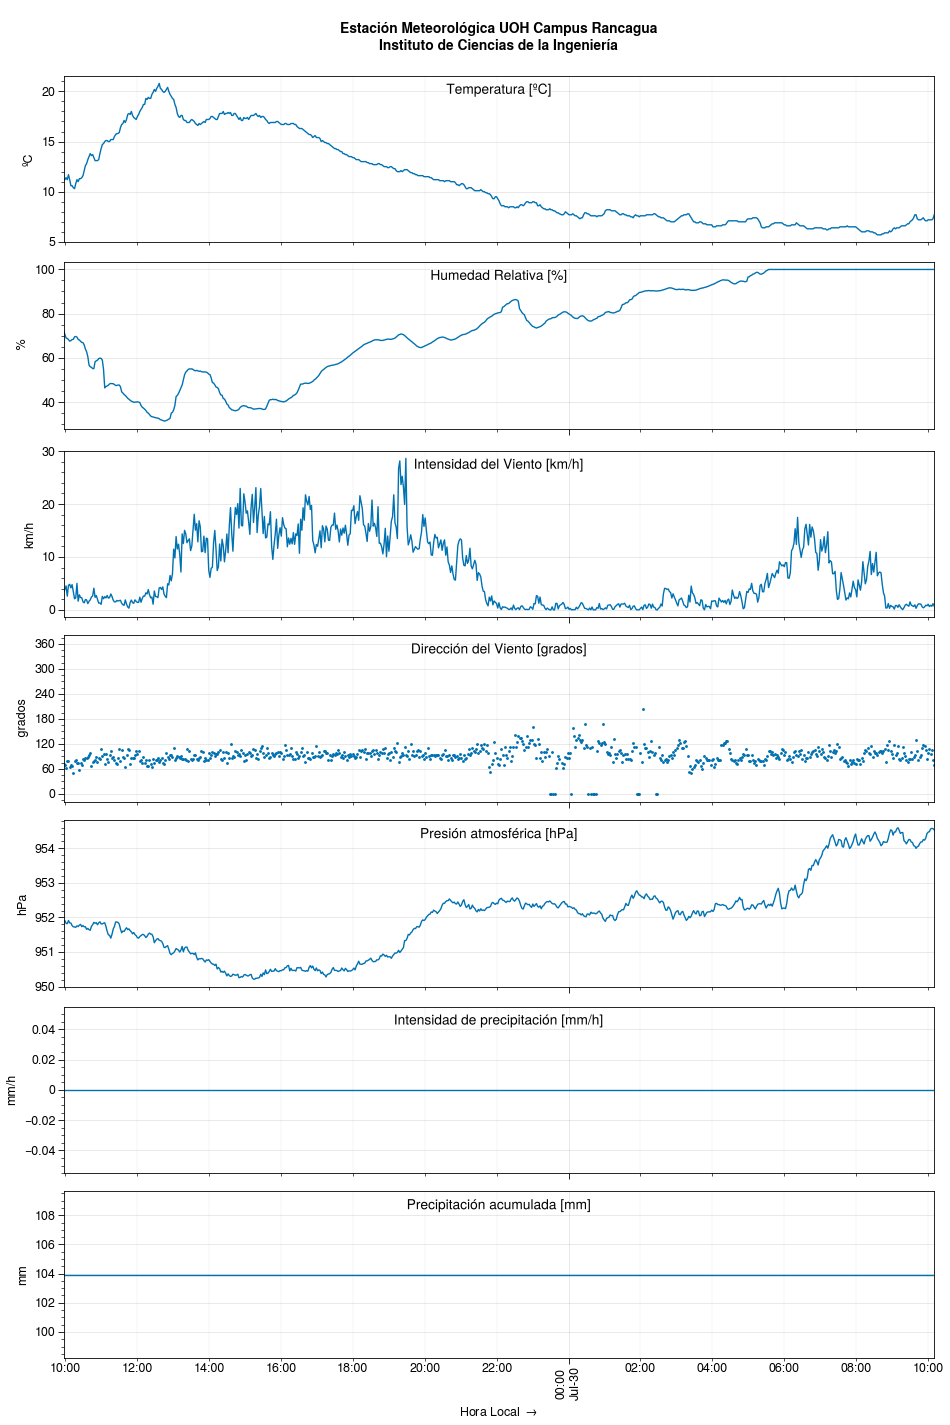 Estación Meteorológica UOH Campus Rancagua
Instituto de Ciencias de la Ingeniería
Temperatura [ºC]
ºC
20
15
10
5
Humedad Relativa [%]
%
100
80
60
40
Intensidad del Viento [km/h]
km/h
30
20
10
0
Dirección del Viento [grados]
grados
360
300
240
180
120
60
0
Presión atmosférica [hPa]
hPa
954
953
952
951
950
Intensidad de precipitación [mm/h]
mm/h
0.04
0.02
0
−0.02
−0.04
Precipitación acumulada [mm]
mm
108
106
104
102
100
10:00 12:00 14:00 16:00 18:00 20:00 22:00 00:00 02:00 04:00 06:00 08:00 10:00
Jul-30
Hora Local →